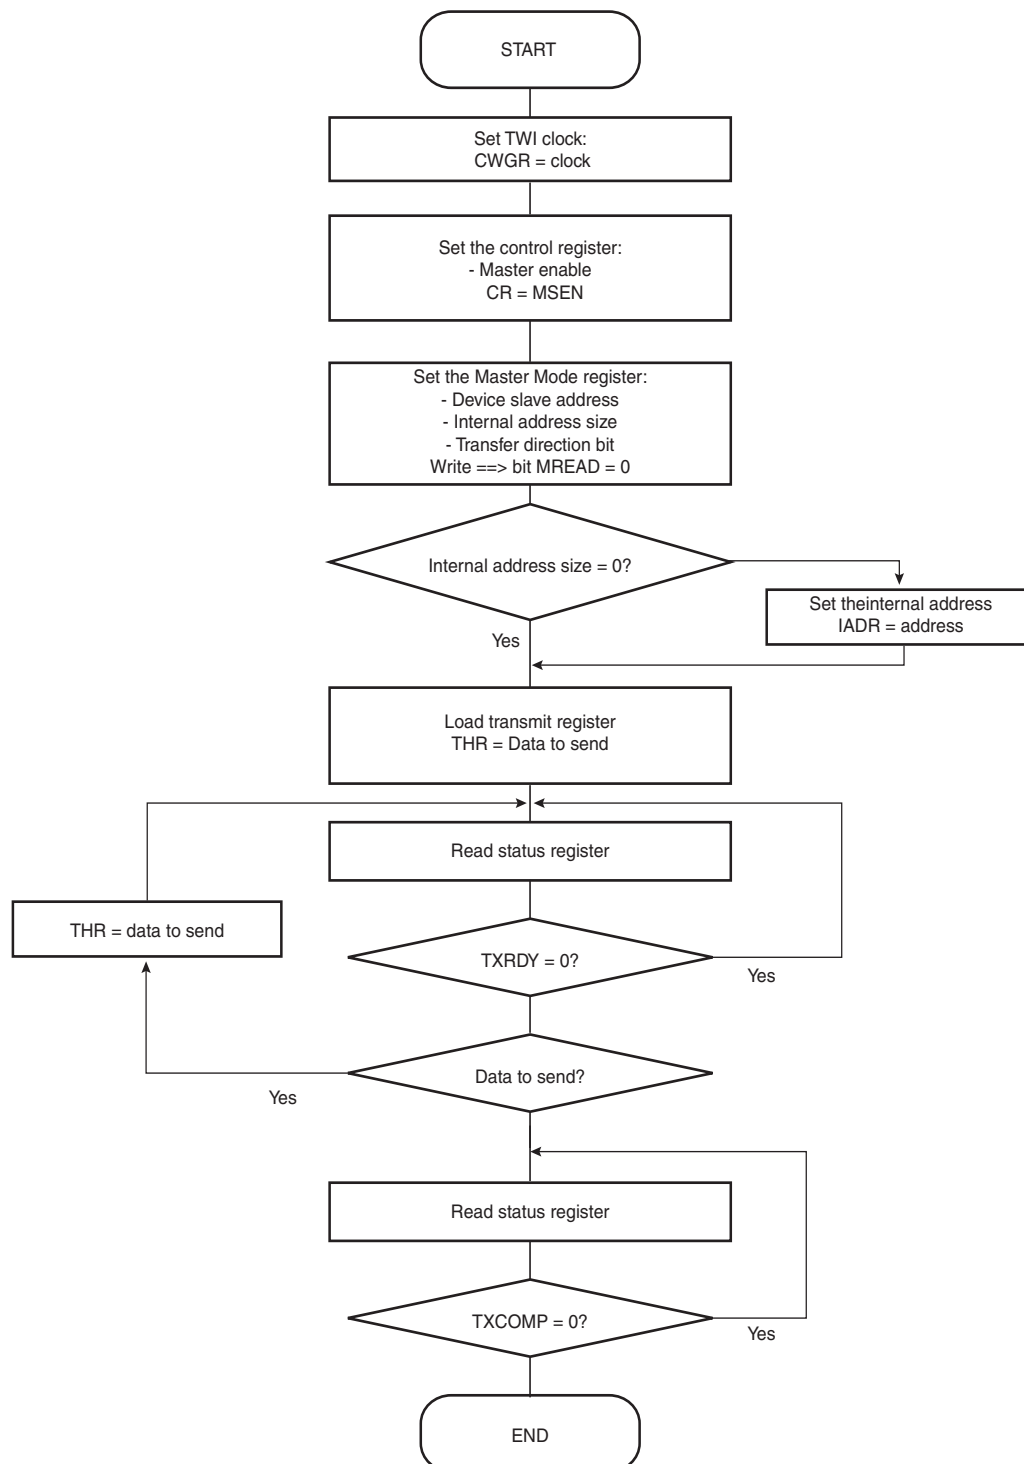 START
Set TWI clock:
CWGR = clock
Set the control register:
- Master enable
CR = MSEN
Set the Master Mode register:
- Device slave address
- Internal address size
- Transfer direction bit
Write ==> bit MREAD = 0
Internal address size = 0?
Set theinternal address
IADR = address
Yes
Load transmit register
THR = Data to send
Read status register
THR = data to send
TXRDY = 0?
Yes
Data to send?
Yes
Read status register
TXCOMP = 0?
Yes
END